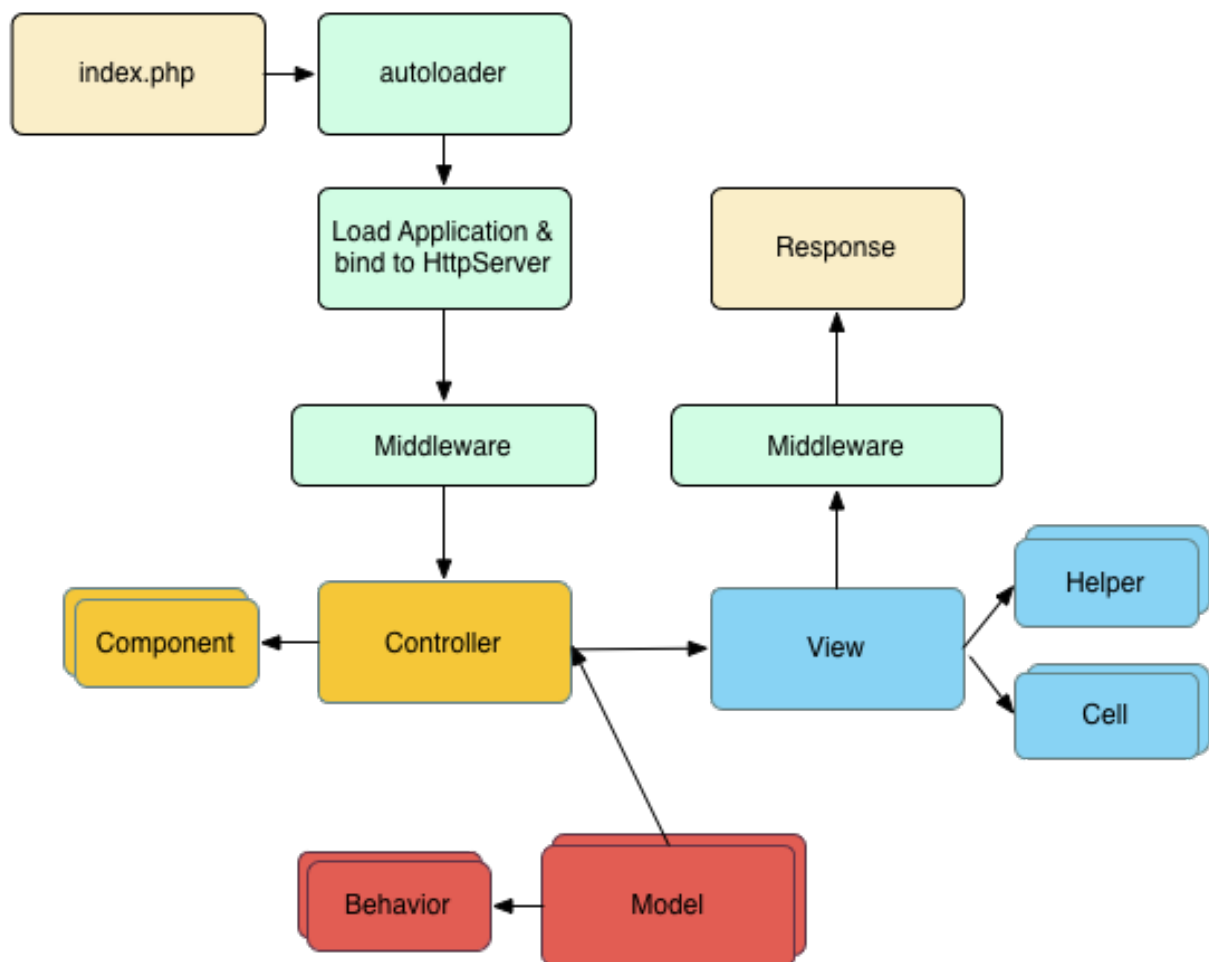 index.php
autoloader
Load Application &
bind to HttpServer
Response
Middleware
Middleware
Helper
Component
Controller
View
Cell
Behavior
Model